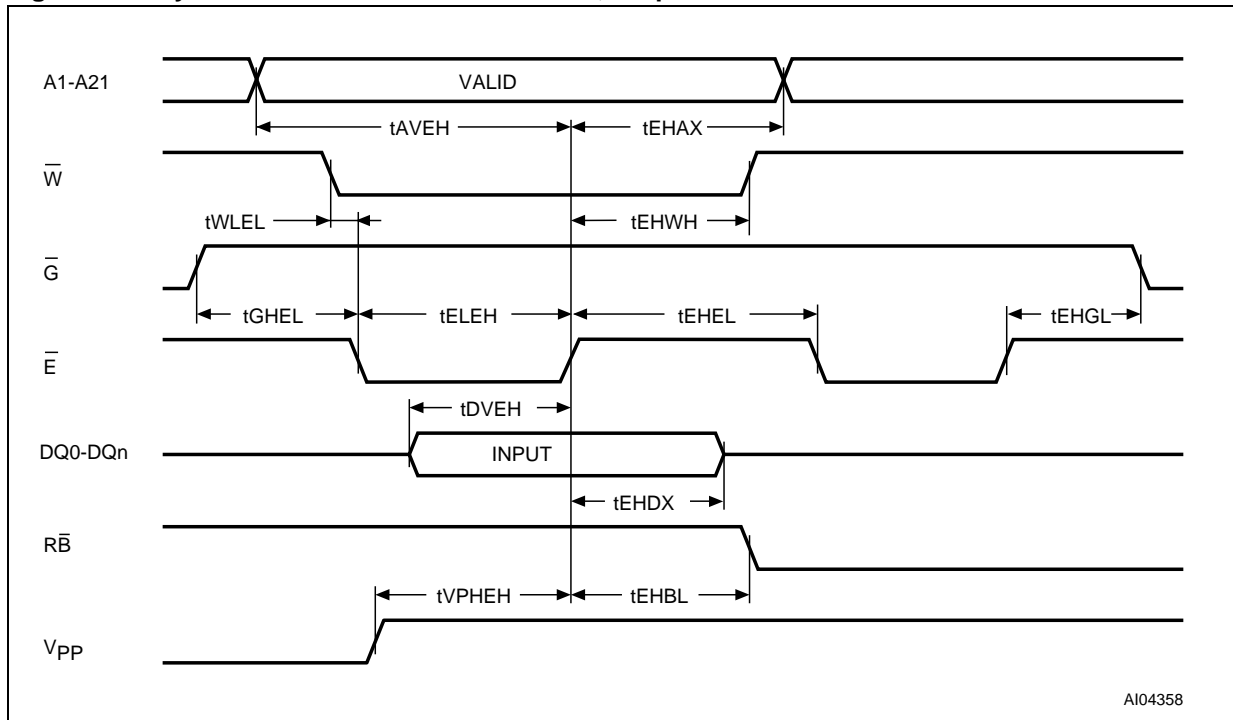 A1-A21
VALID
tAVEH
tEHAX
W̅
tWLEL
tEHWH
G̅
tGHEL
tELEH
tEHEL
tEHGL
E̅
tDVEH
DQ0-DQn
INPUT
tEHDX
RB̅
tVPHEH
tEHBL
VPP
AI04358